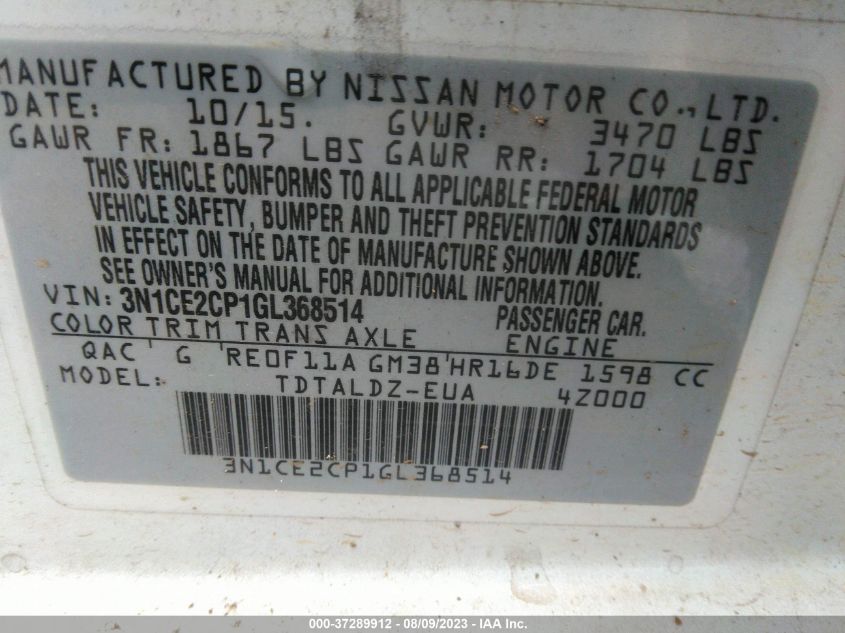 MANUFACTURED BY NISSAN MOTOR CO., LTD.
DATE: 10/15. GVWR: 3470 LBS
GAWR FR: 1867 LBS GAWR RR: 1704 LBS
THIS VEHICLE CONFORMS TO ALL APPLICABLE FEDERAL MOTOR
VEHICLE SAFETY, BUMPER AND THEFT PREVENTION STANDARDS
IN EFFECT ON THE DATE OF MANUFACTURE SHOWN ABOVE.
SEE OWNER'S MANUAL FOR ADDITIONAL INFORMATION.
VIN: 3N1CE2CP1GL368514 PASSENGER CAR.
COLOR TRIM TRANS AXLE ENGINE
QAC ' G 'RE0F11A GM38'HR16DE 1598 CC
MODEL: TDTALDZ-EUA 4Z000
3N1CE2CP1GL368514
000-37289912 - 08/09/2023 - IAA Inc.